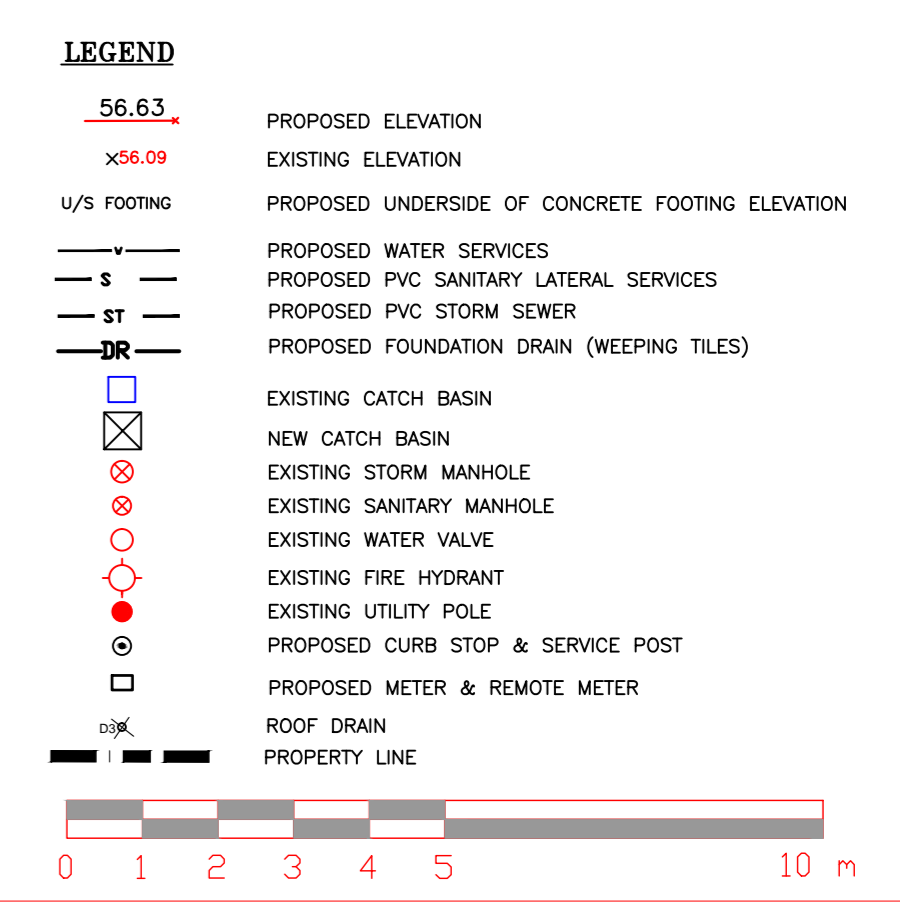 LEGEND
56.63 PROPOSED ELEVATION
×56.09 EXISTING ELEVATION
U/S FOOTING PROPOSED UNDERSIDE OF CONCRETE FOOTING ELEVATION
v PROPOSED WATER SERVICES
S PROPOSED PVC SANITARY LATERAL SERVICES
ST PROPOSED PVC STORM SEWER
DR PROPOSED FOUNDATION DRAIN (WEEPING TILES)
EXISTING CATCH BASIN
NEW CATCH BASIN
EXISTING STORM MANHOLE
EXISTING SANITARY MANHOLE
EXISTING WATER VALVE
EXISTING FIRE HYDRANT
EXISTING UTILITY POLE
PROPOSED CURB STOP & SERVICE POST
PROPOSED METER & REMOTE METER
D3 ROOF DRAIN
PROPERTY LINE
0 1 2 3 4 5 10 m